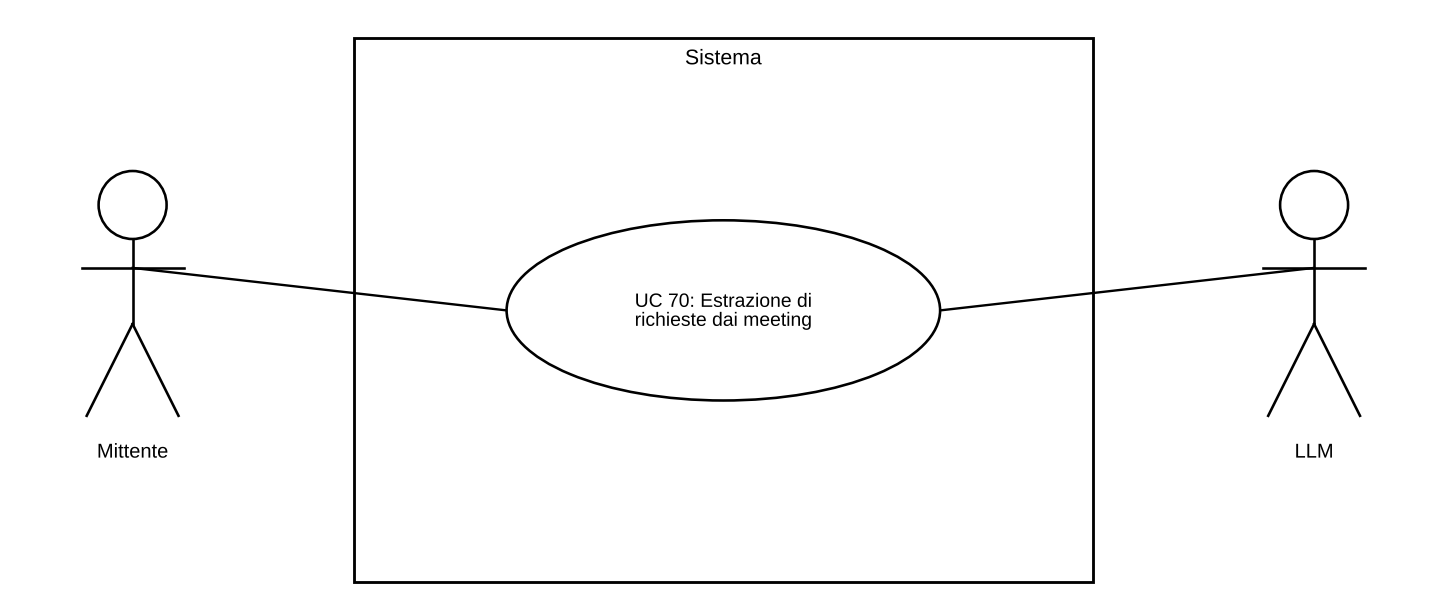 Sistema
UC 70: Estrazione di
richieste dai meeting
Mittente
LLM